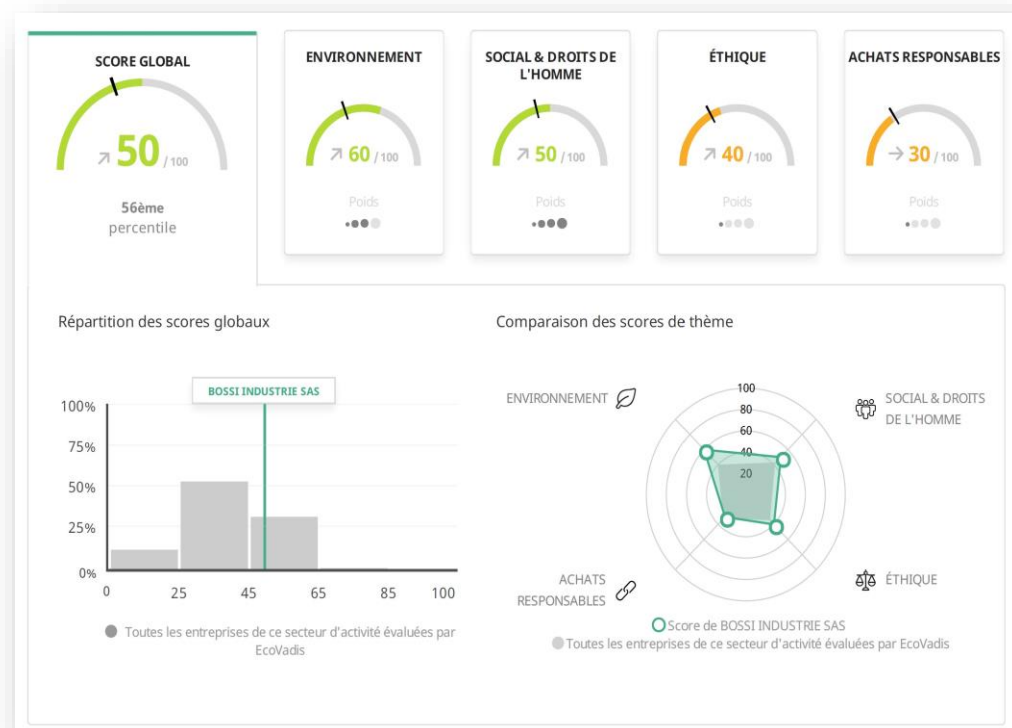 SCORE GLOBAL
50 / 100
56ème
percentile
ENVIRONNEMENT
60 / 100
Poids
SOCIAL & DROITS DE
L'HOMME
50 / 100
Poids
ÉTHIQUE
40 / 100
Poids
ACHATS RESPONSABLES
30 / 100
Poids
Répartition des scores globaux
BOSSI INDUSTRIE SAS
100%
75%
50%
25%
0%
0 25 45 65 85 100
Toutes les entreprises de ce secteur d'activité évaluées par
EcoVadis
Comparaison des scores de thème
ENVIRONNEMENT
SOCIAL & DROITS
DE L'HOMME
100
80
60
40
20
ACHATS
RESPONSABLES
ÉTHIQUE
Score de BOSSI INDUSTRIE SAS
Toutes les entreprises de ce secteur d'activité évaluées par EcoVadis